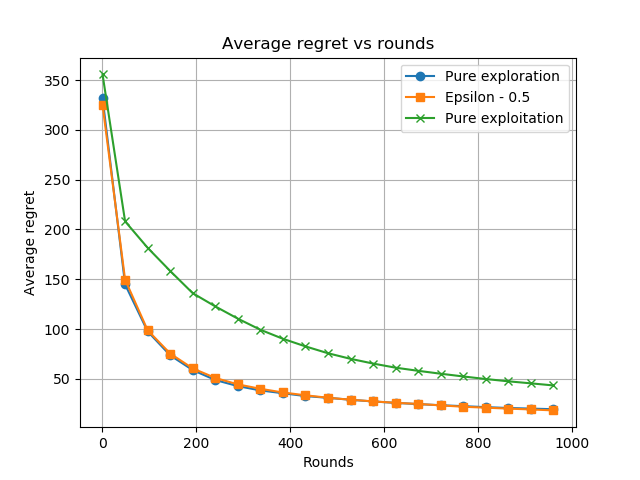 Average regret vs rounds
Pure exploration
Epsilon - 0.5
Pure exploitation
350
300
250
200
150
100
50
Average regret
0
200
400
600
800
1000
Rounds